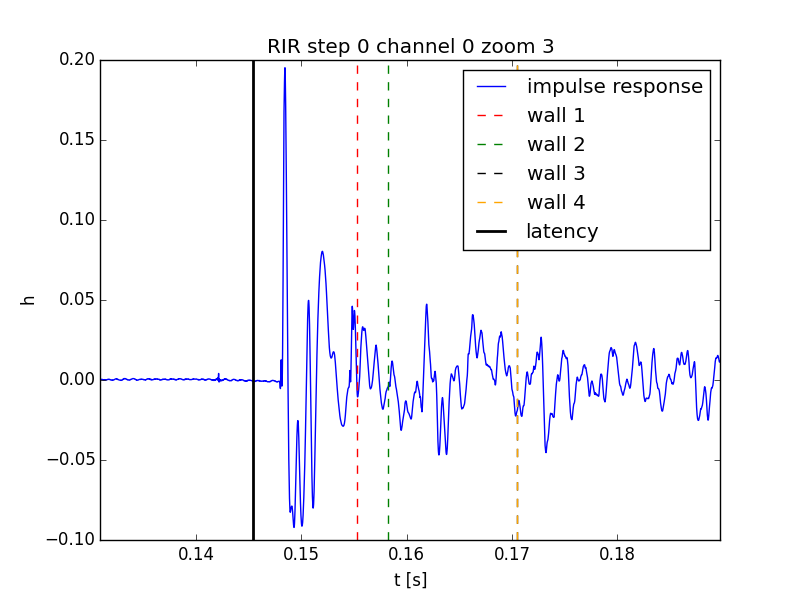 RIR step 0 channel 0 zoom 3
0.20
0.15
0.10
0.05
0.00
−0.05
−0.10
h
impulse response
wall 1
wall 2
wall 3
wall 4
latency
0.14
0.15
0.16
0.17
0.18
t [s]